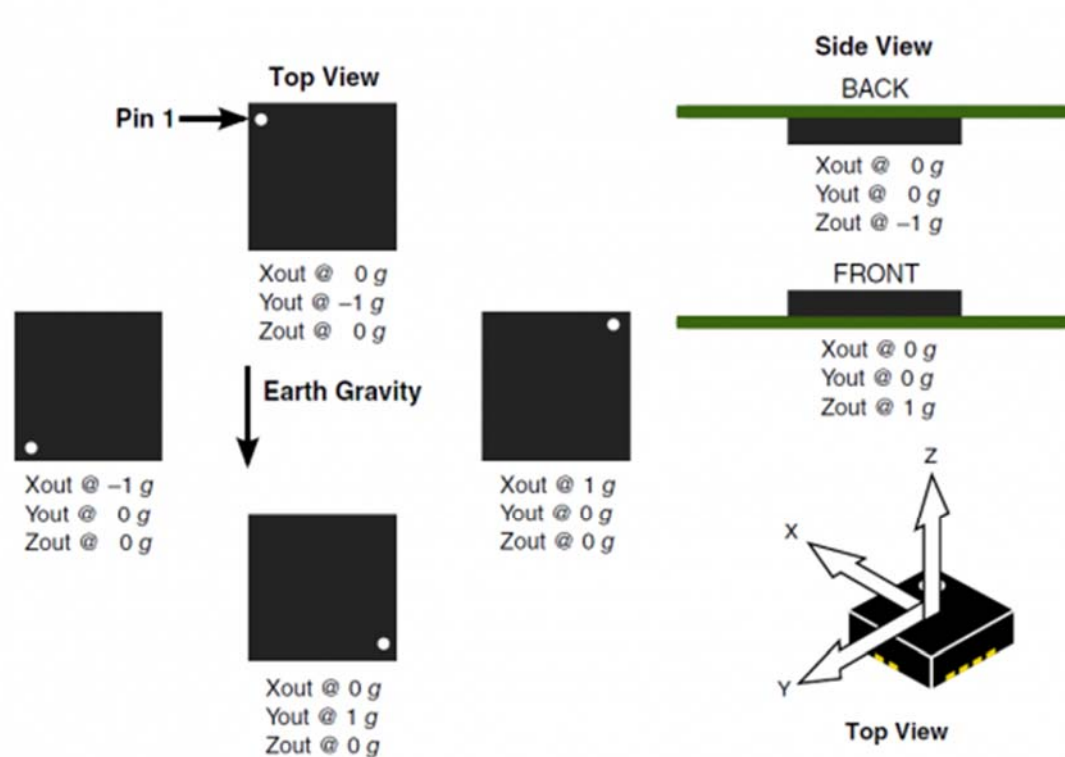 Top View
Pin 1
Xout @ 0 g
Yout @ –1 g
Zout @ 0 g
Earth Gravity
Xout @ –1 g
Yout @ 0 g
Zout @ 0 g
Xout @ 1 g
Yout @ 0 g
Zout @ 0 g
Xout @ 0 g
Yout @ 1 g
Zout @ 0 g
Side View
BACK
Xout @ 0 g
Yout @ 0 g
Zout @ –1 g
FRONT
Xout @ 0 g
Yout @ 0 g
Zout @ 1 g
Z
X
Y
Top View